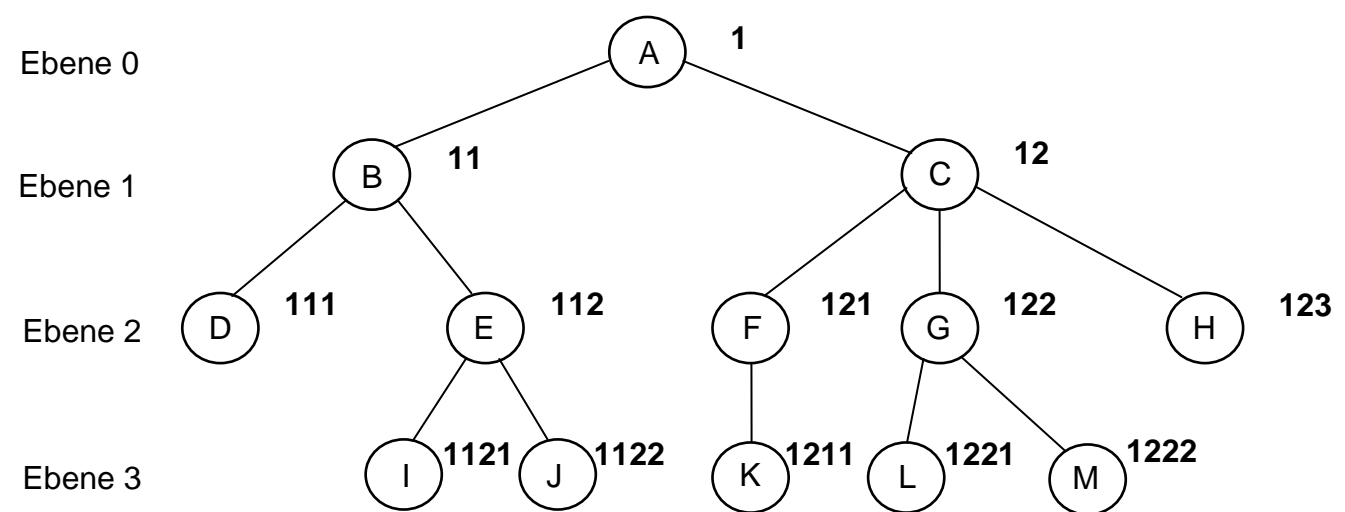 Ebene 0 A 1
Ebene 1 B 11 C 12
Ebene 2 D 111 E 112 F 121 G 122 H 123
Ebene 3 I 1121 J 1122 K 1211 L 1221 M 1222